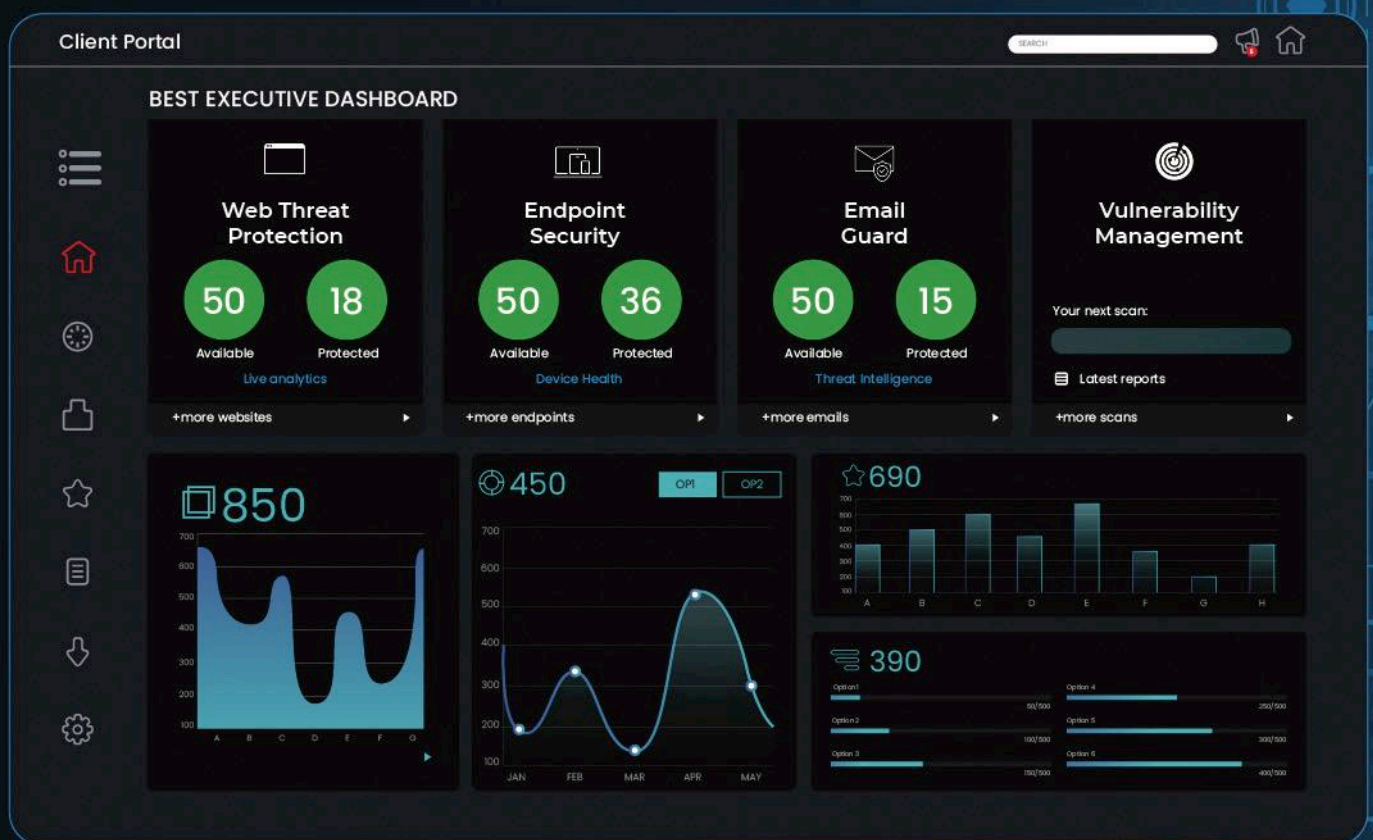 Client Portal
SEARCH
BEST EXECUTIVE DASHBOARD
Web Threat
Protection
50
18
Available
Protected
Live analytics
+more websites
Endpoint
Security
50
36
Available
Protected
Device Health
+more endpoints
Email
Guard
50
15
Available
Protected
Threat Intelligence
+more emails
Vulnerability
Management
Your next scan:
Latest reports
+more scans
850
700
600
500
400
300
200
100
A B C D E F G
450
OP1
OP2
700
600
500
400
300
200
100
JAN FEB MAR APR MAY
690
700
600
500
400
300
200
100
A B C D E F G H
390
Option1
50/500
Option 2
100/500
Option 3
150/500
Option 4
250/500
Option 5
300/500
Option 6
400/500